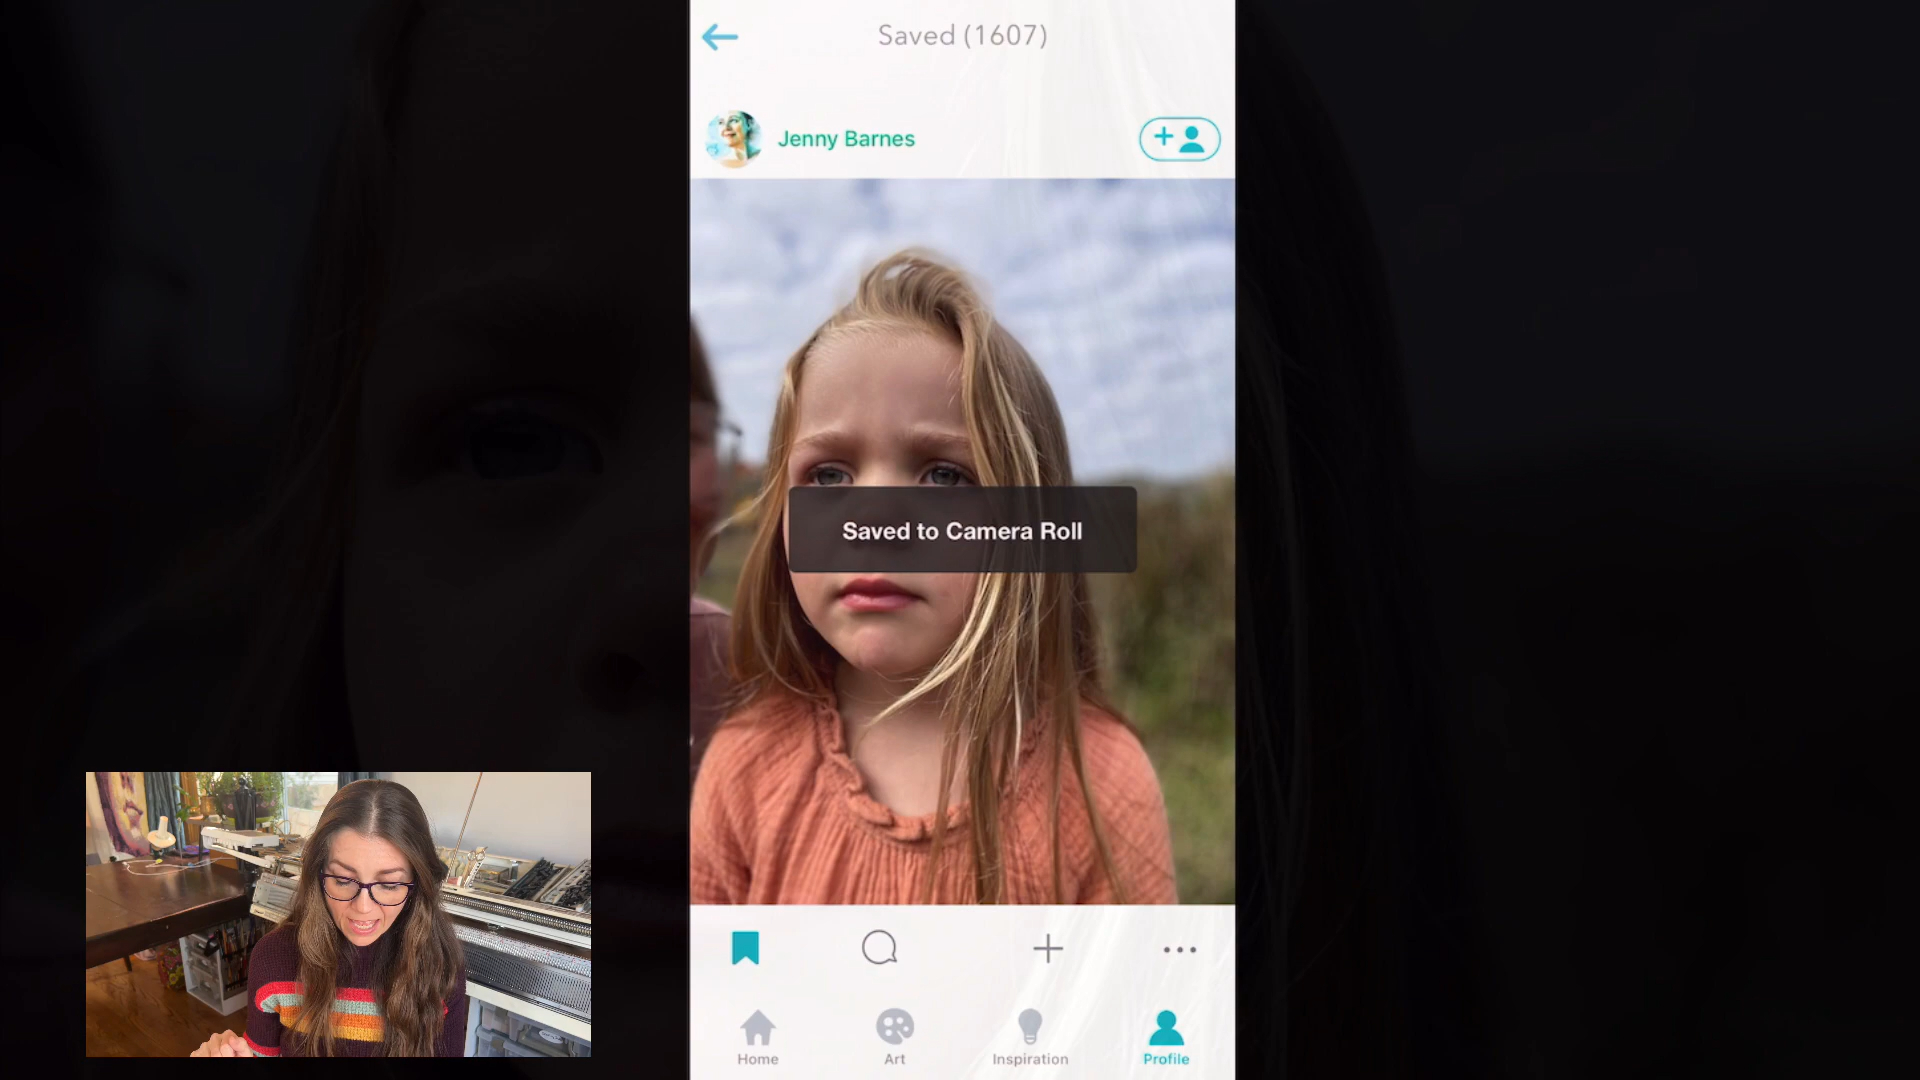 Saved (1607)
Jenny Barnes
Saved to Camera Roll
Home
Art
Inspiration
Profile